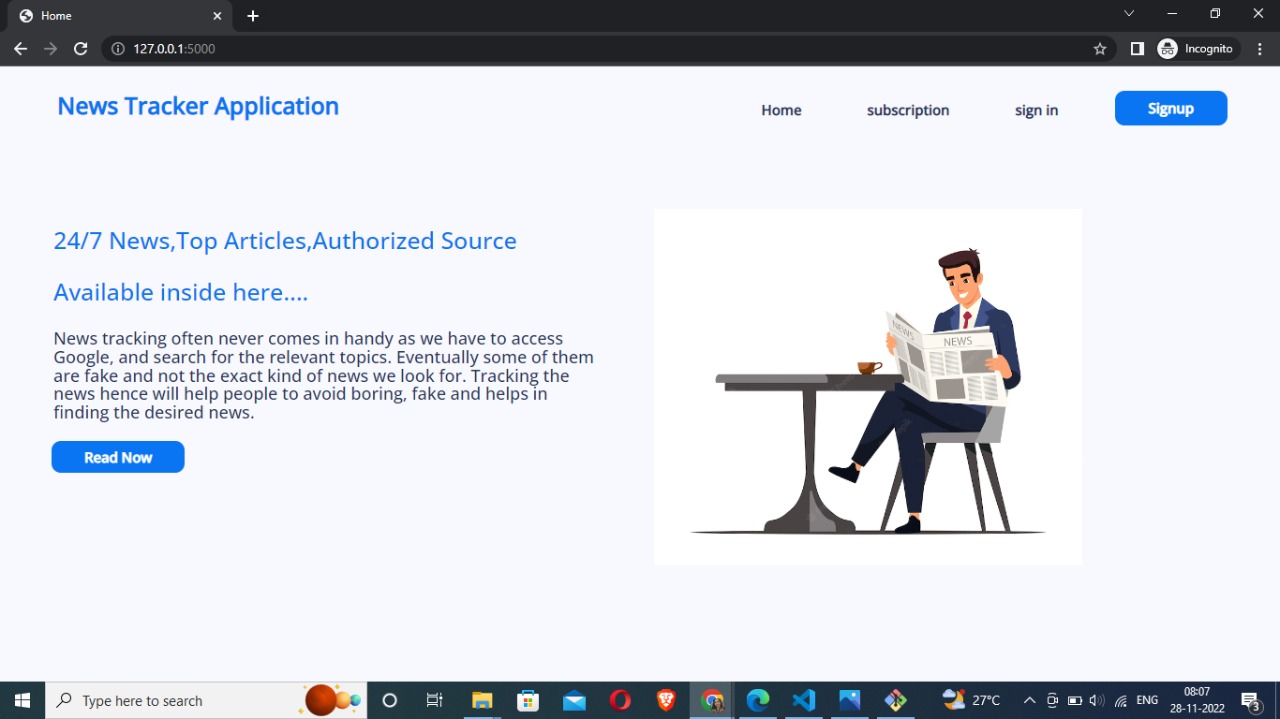 Home
127.0.0.1:5000
Incognito
News Tracker Application
Home
subscription
sign in
Signup
24/7 News,Top Articles,Authorized Source
Available inside here....
News tracking often never comes in handy as we have to access
Google, and search for the relevant topics. Eventually some of them
are fake and not the exact kind of news we look for. Tracking the
news hence will help people to avoid boring, fake and helps in
finding the desired news.
Read Now
NEWS
NEWS
Type here to search
27°C
ENG
08:07
28-11-2022
3